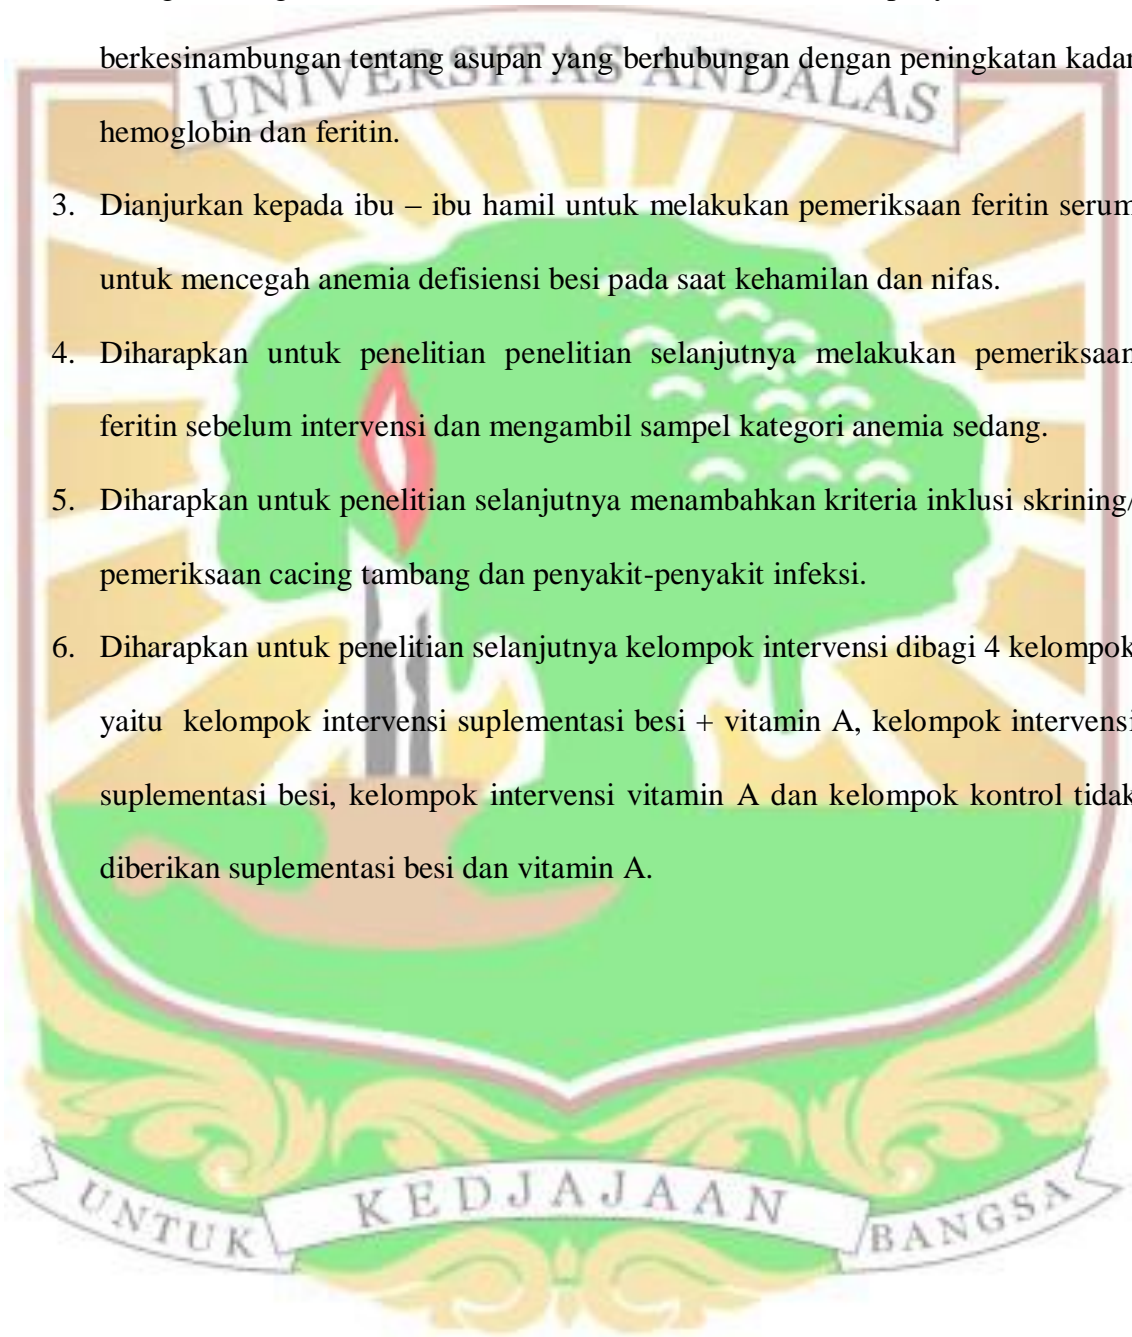 berkesinambungan tentang asupan yang berhubungan dengan peningkatan kadar
UNIVERSITAS ANDALAS
hemoglobin dan feritin.
3. Dianjurkan kepada ibu – ibu hamil untuk melakukan pemeriksaan feritin serum
untuk mencegah anemia defisiensi besi pada saat kehamilan dan nifas.
4. Diharapkan untuk penelitian penelitian selanjutnya melakukan pemeriksaan
feritin sebelum intervensi dan mengambil sampel kategori anemia sedang.
5. Diharapkan untuk penelitian selanjutnya menambahkan kriteria inklusi skrining/
pemeriksaan cacing tambang dan penyakit-penyakit infeksi.
6. Diharapkan untuk penelitian selanjutnya kelompok intervensi dibagi 4 kelompok
yaitu kelompok intervensi suplementasi besi + vitamin A, kelompok intervensi
suplementasi besi, kelompok intervensi vitamin A dan kelompok kontrol tidak
diberikan suplementasi besi dan vitamin A.
UNTUK KEDJAJAAN BANGSA